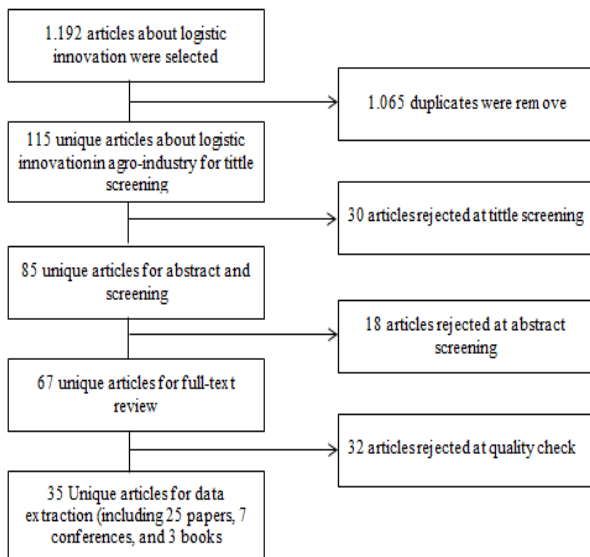 1.192 articles about logistic
innovation were selected
1.065 duplicates were rem ove
115 unique articles about logistic
innovationin agro-industry for tittle
screening
30 articles rejected at tittle screening
85 unique articles for abstract and
screening
18 articles rejected at abstract
screening
67 unique articles for full-text
review
32 articles rejected at quality check
35 Unique articles for data
extraction (including 25 papers, 7
conferences, and 3 books